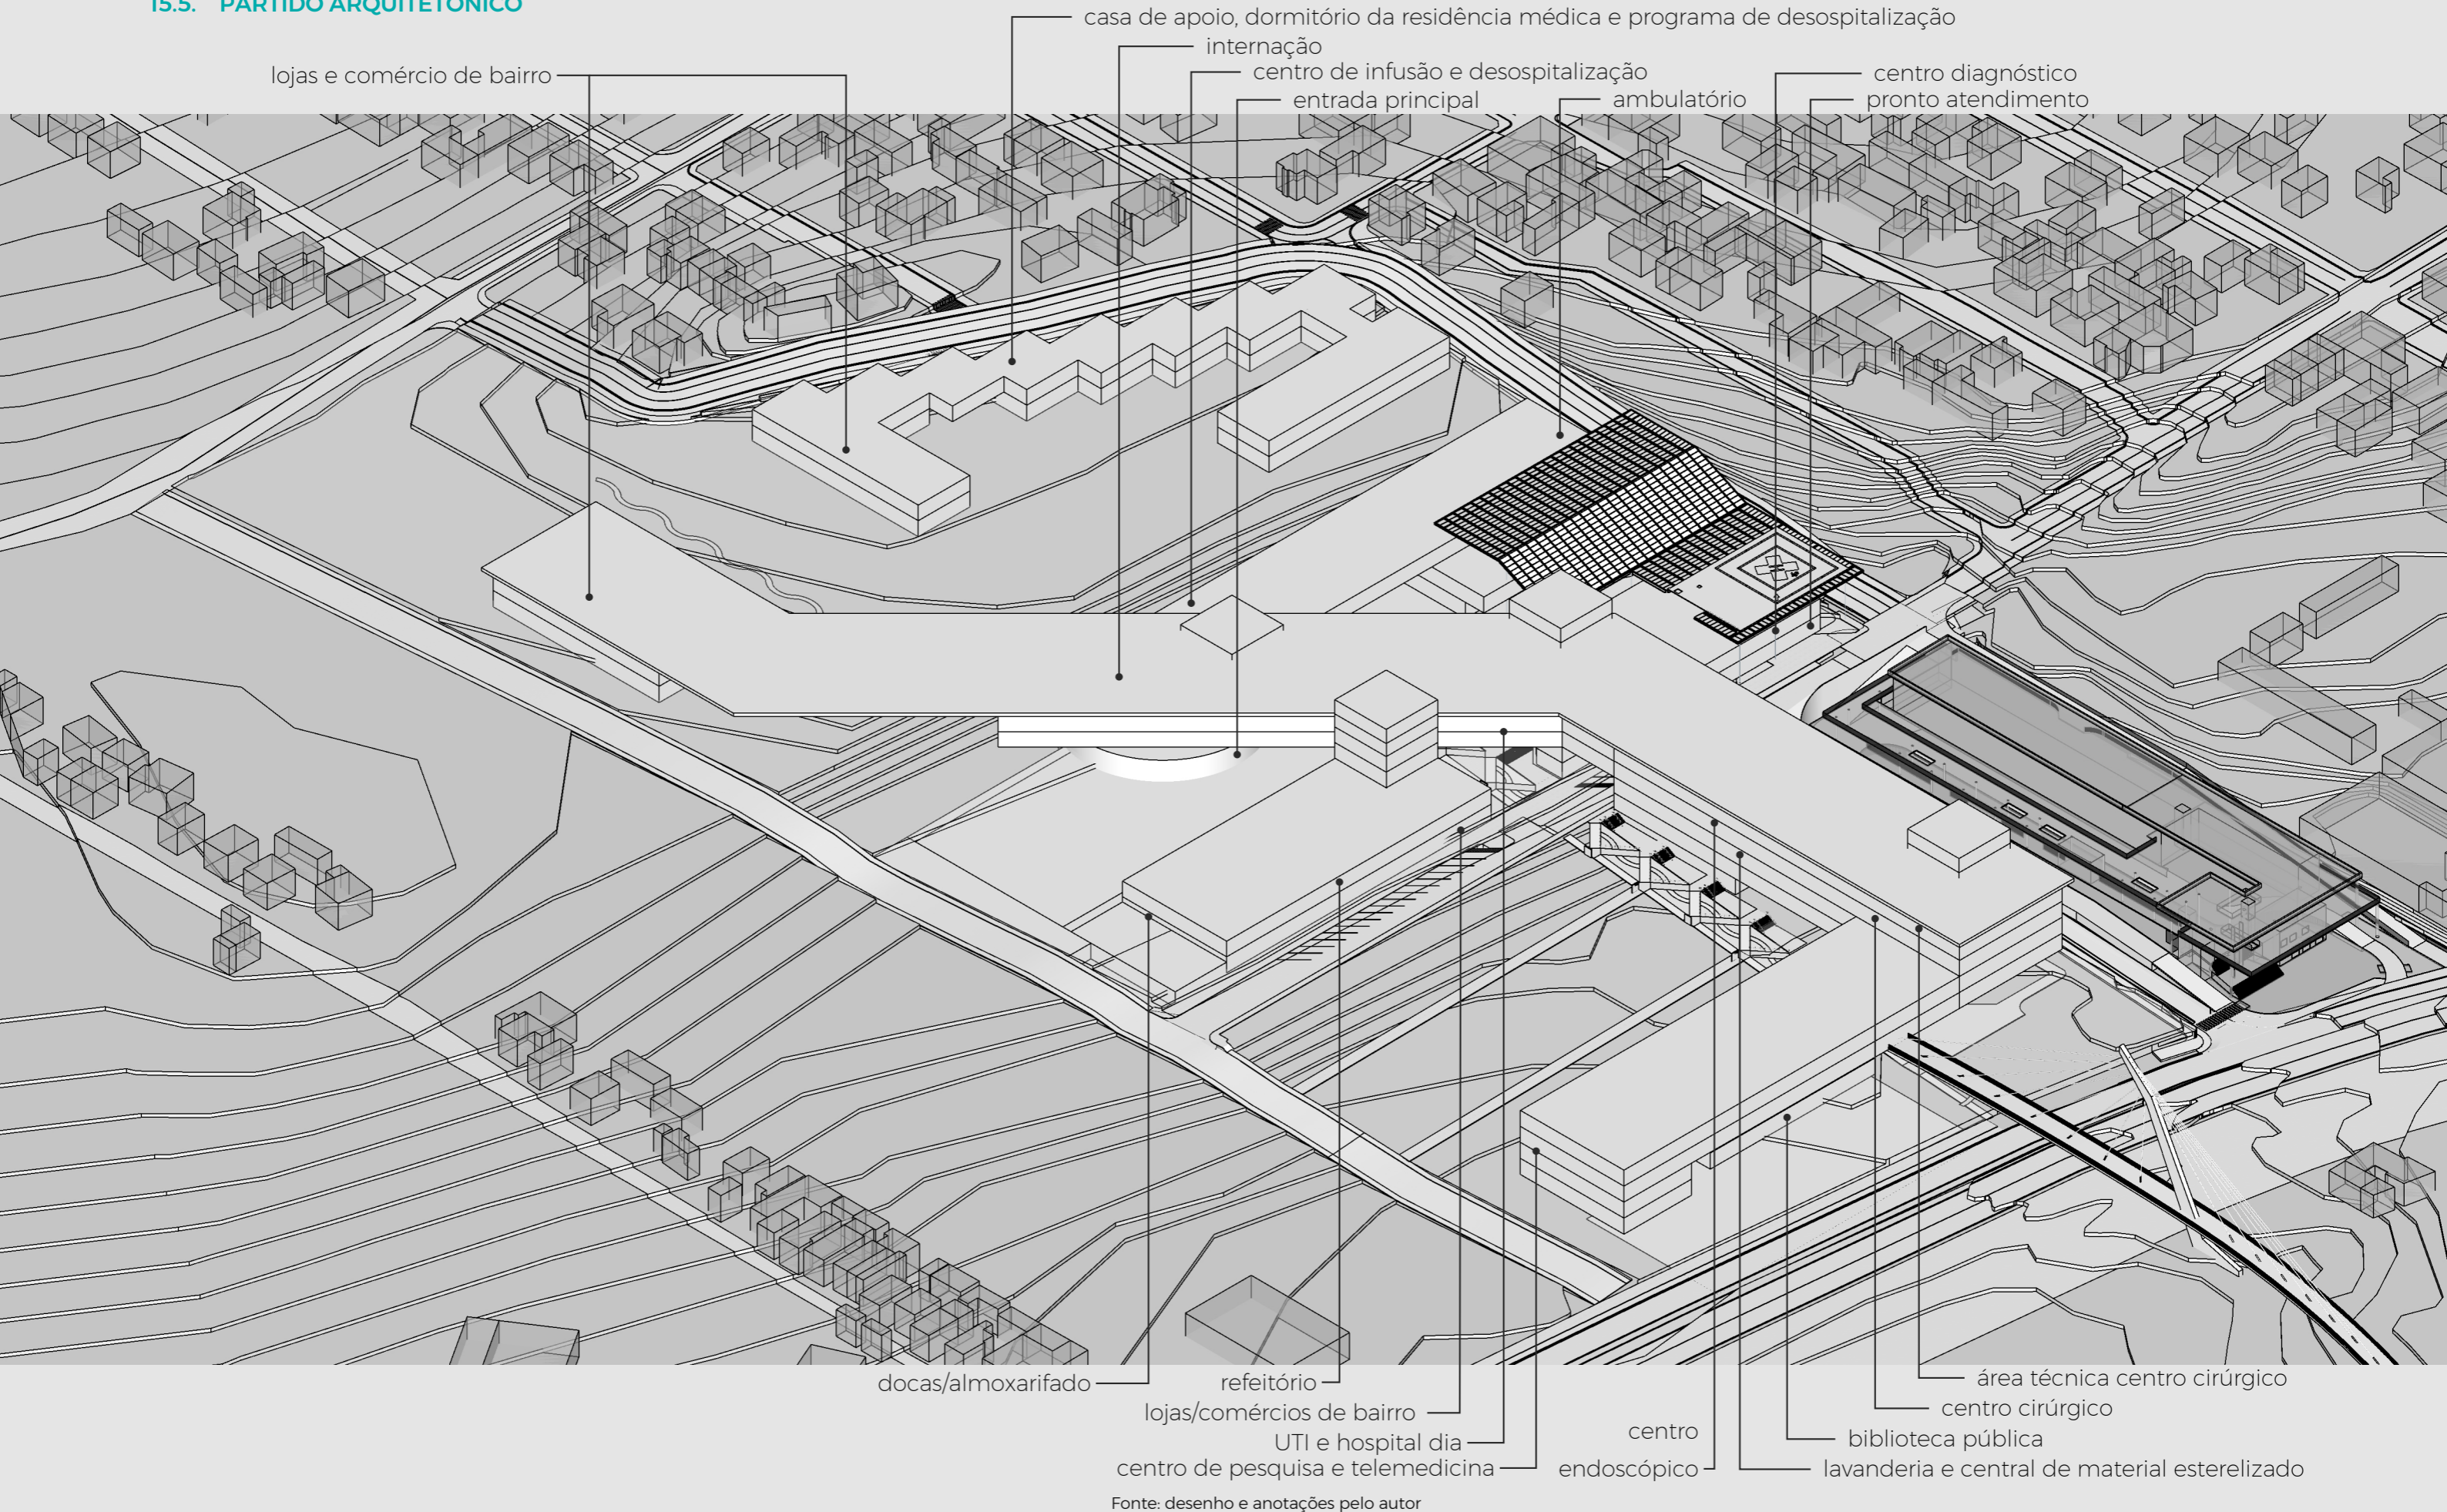 15.5. PARTIDO ARQUITETÔNICO
casa de apoio, dormitório da residência médica e programa de desospitalização
internação
lojas e comércio de bairro
centro de infusão e desospitalização
centro diagnóstico
entrada principal
ambulatório
pronto atendimento
docas/almoxarifado
refeitório
área técnica centro cirúrgico
lojas/comércios de bairro
centro cirúrgico
UTI e hospital dia
centro
endoscópico
biblioteca pública
centro de pesquisa e telemedicina
lavanderia e central de material esterelizado
Fonte: desenho e anotações pelo autor